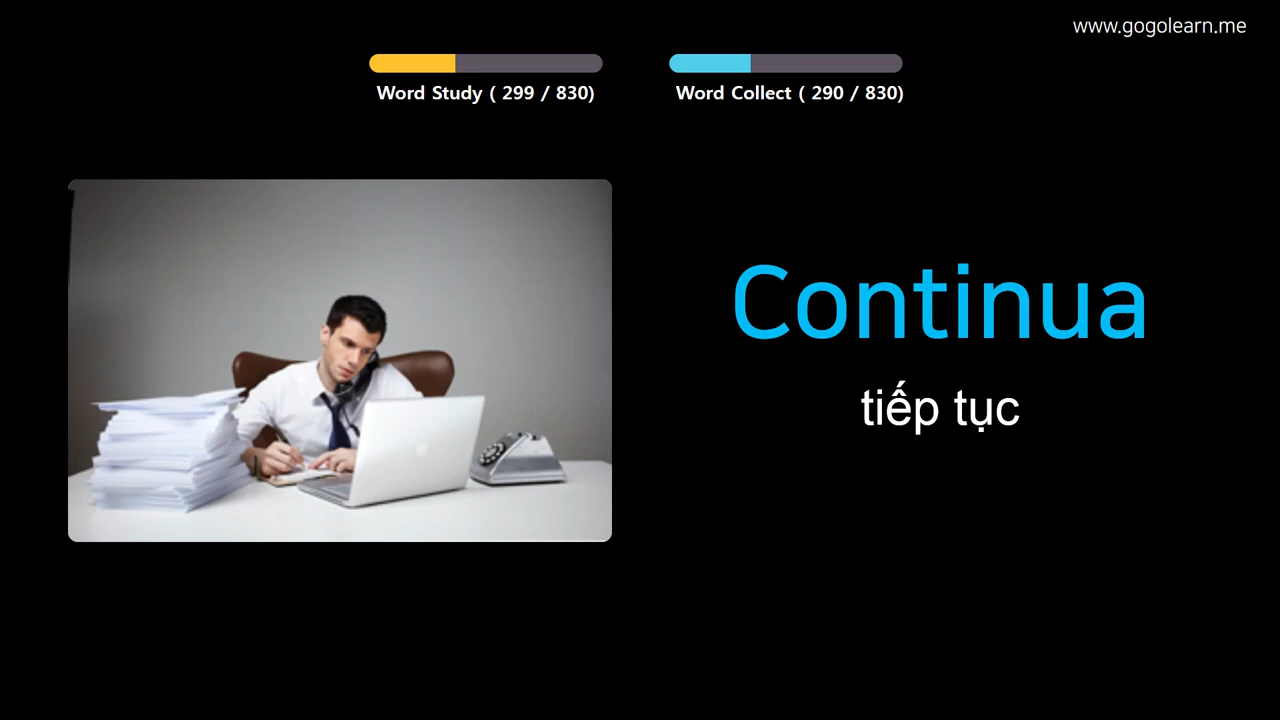 www.gogolearn.me
Word Study ( 299 / 830)
Word Collect ( 290 / 830)
Continua
tiếp tục